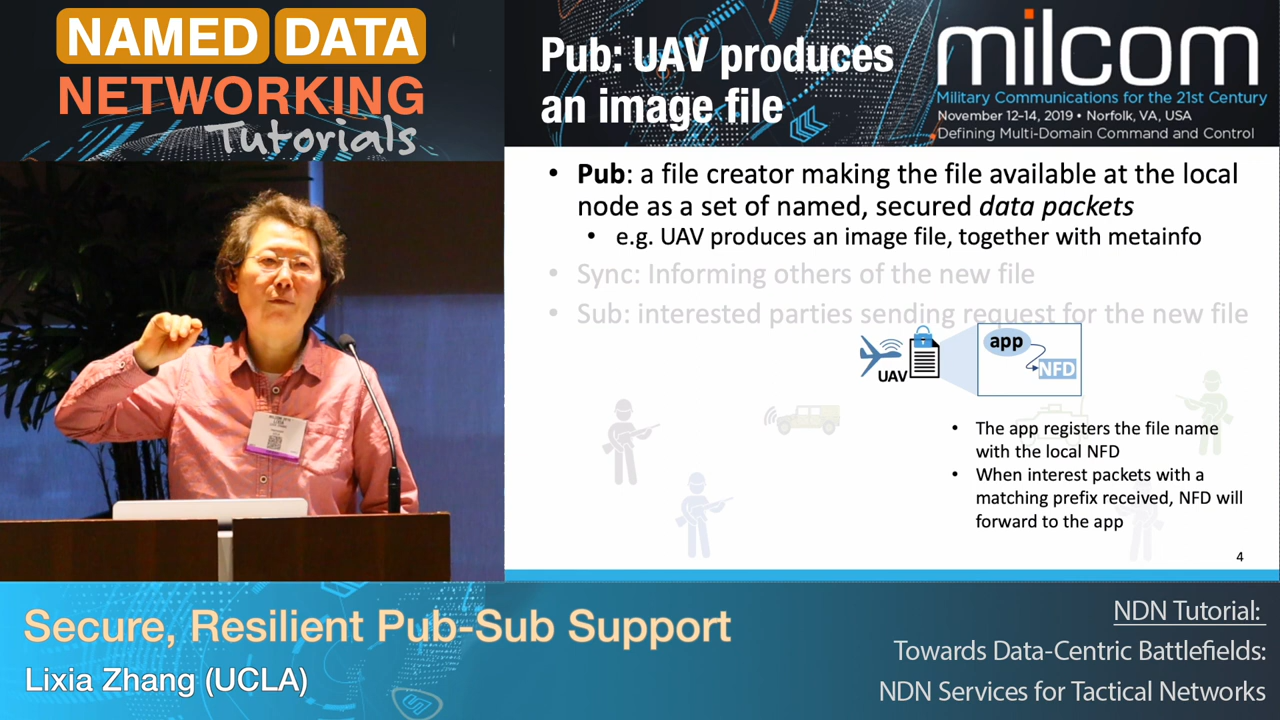 NAMED DATA
NETWORKING
Tutorials
Pub: UAV produces
an image file
milcom
Military Communications for the 21st Century
November 12-14, 2019 • Norfolk, VA, USA
Defining Multi-Domain Command and Control
• Pub: a file creator making the file available at the local
node as a set of named, secured data packets
• e.g. UAV produces an image file, together with metainfo
• Sync: Informing others of the new file
• Sub: interested parties sending request for the new file
UAV
app
NFD
• The app registers the file name
with the local NFD
• When interest packets with a
matching prefix received, NFD will
forward to the app
4
Secure, Resilient Pub-Sub Support
Lixia Zhang (UCLA)
NDN Tutorial:
Towards Data-Centric Battlefields:
NDN Services for Tactical Networks